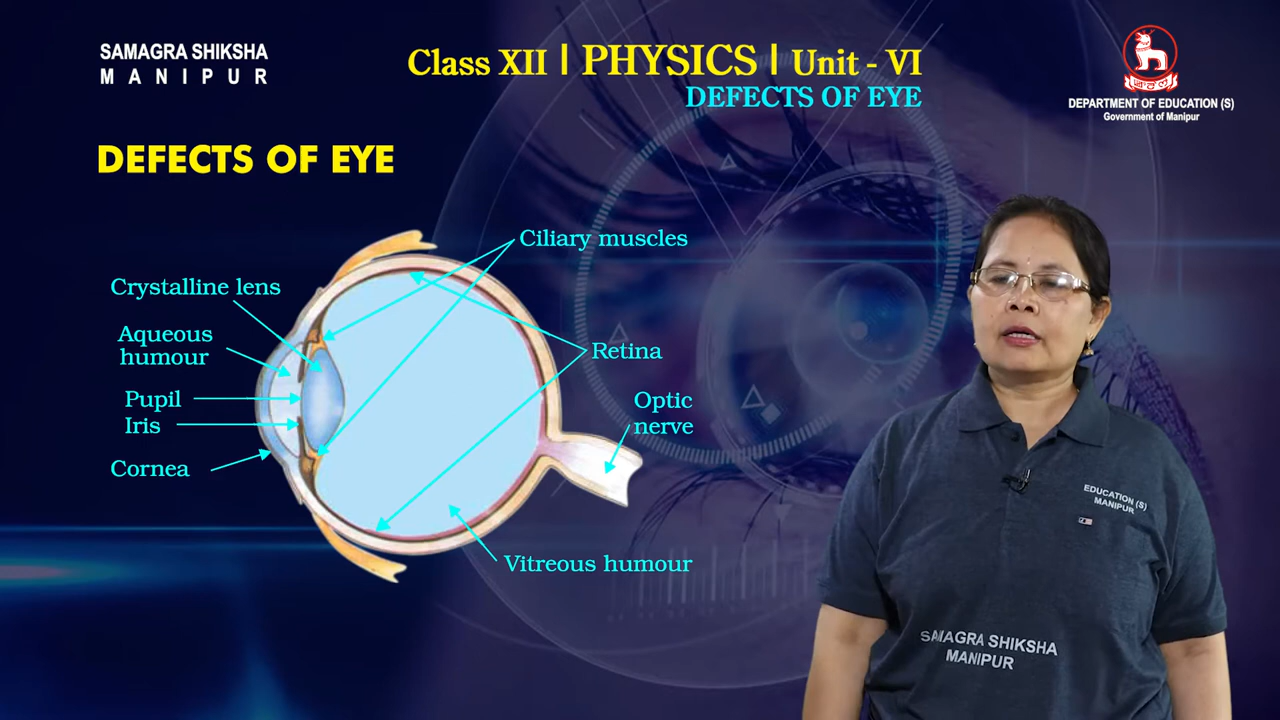 SAMAGRA SHIKSHA
MANIPUR
Class XII | PHYSICS | Unit - VI
DEFECTS OF EYE
DEPARTMENT OF EDUCATION (S)
Government of Manipur
DEFECTS OF EYE
Ciliary muscles
Crystalline lens
Aqueous
humour
Retina
Pupil
Iris
Optic
nerve
Cornea
Vitreous humour
EDUCATION (S)
MANIPUR
SAMAGRA SHIKSHA
MANIPUR